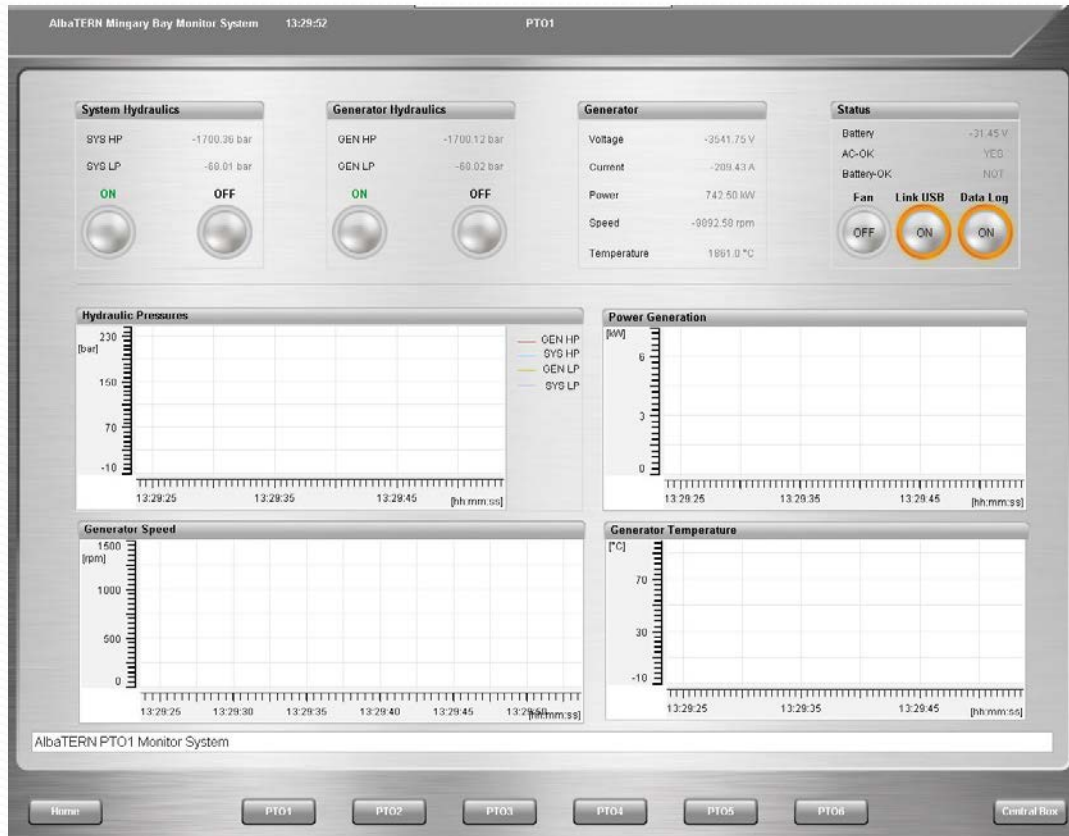 AlbaTERN Mingary Bay Monitor System 13:29:52 PTO1
System Hydraulics
SYS HP -1700.36 bar
SYS LP -68.01 bar
ON OFF
Generator Hydraulics
GEN HP -1700.12 bar
GEN LP -68.02 bar
ON OFF
Generator
Voltage -3541.75 V
Current -209.43 A
Power 742.50 kW
Speed -9892.58 rpm
Temperature 1861.0 °C
Status
Battery -31.45 V
AC-OK YES
Battery-OK NOT
Fan Link USB Data Log
OFF ON ON
Hydraulic Pressures
230
[bar]
150
70
-10
13:29:25 13:29:35 13:29:45 [hh:mm:ss]
GEN HP
SYS HP
GEN LP
SYS LP
Power Generation
[kW]
6
3
0
13:29:25 13:29:35 13:29:45 [hh:mm:ss]
Generator Speed
1500
[rpm]
1000
500
0
13:29:25 13:29:30 13:29:35 13:29:40 13:29:45 13:29:50 [hh:mm:ss]
Generator Temperature
[°C]
70
30
-10
13:29:25 13:29:35 13:29:45 [hh:mm:ss]
AlbaTERN PTO1 Monitor System
Home PTO1 PTO2 PTO3 PTO4 PTO5 PTO6 Central Box